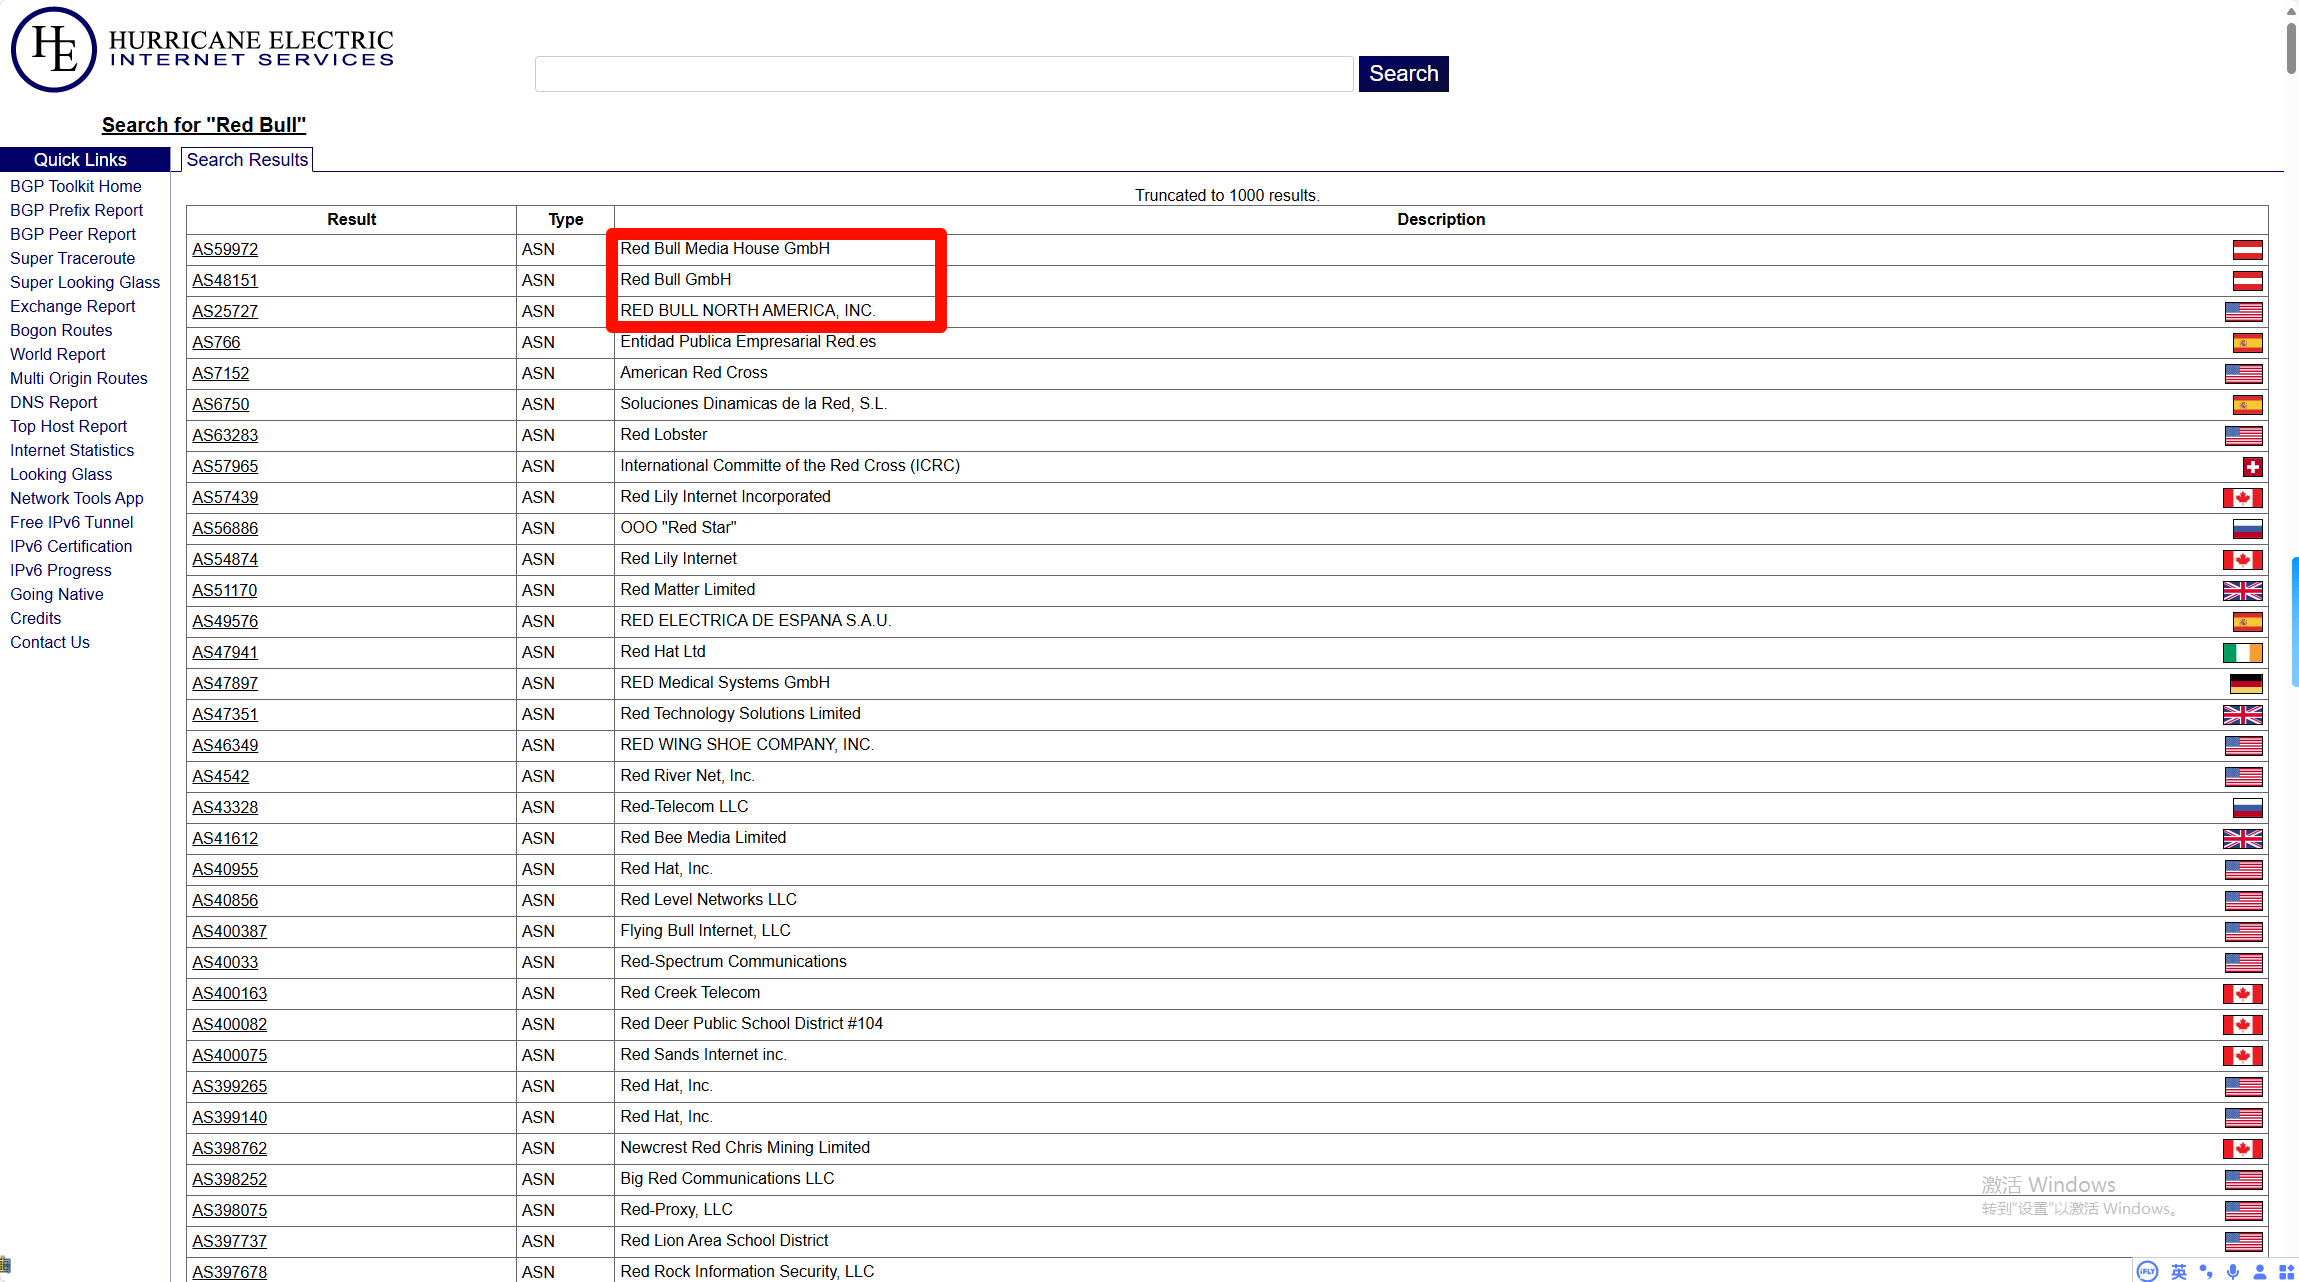 HE HURRICANE ELECTRIC
INTERNET SERVICES
Search
Search for "Red Bull"
Quick Links
BGP Toolkit Home
BGP Prefix Report
BGP Peer Report
Super Traceroute
Super Looking Glass
Exchange Report
Bogon Routes
World Report
Multi Origin Routes
DNS Report
Top Host Report
Internet Statistics
Looking Glass
Network Tools App
Free IPv6 Tunnel
IPv6 Certification
IPv6 Progress
Going Native
Credits
Contact Us
Search Results
Truncated to 1000 results.
Result Type Description
AS59972 ASN Red Bull Media House GmbH
AS48151 ASN Red Bull GmbH
AS25727 ASN RED BULL NORTH AMERICA, INC.
AS766 ASN Entidad Publica Empresarial Red.es
AS7152 ASN American Red Cross
AS6750 ASN Soluciones Dinamicas de la Red, S.L.
AS63283 ASN Red Lobster
AS57965 ASN International Committe of the Red Cross (ICRC)
AS57439 ASN Red Lily Internet Incorporated
AS56886 ASN OOO "Red Star"
AS54874 ASN Red Lily Internet
AS51170 ASN Red Matter Limited
AS49576 ASN RED ELECTRICA DE ESPANA S.A.U.
AS47941 ASN Red Hat Ltd
AS47897 ASN RED Medical Systems GmbH
AS47351 ASN Red Technology Solutions Limited
AS46349 ASN RED WING SHOE COMPANY, INC.
AS4542 ASN Red River Net, Inc.
AS43328 ASN Red-Telecom LLC
AS41612 ASN Red Bee Media Limited
AS40955 ASN Red Hat, Inc.
AS40856 ASN Red Level Networks LLC
AS400387 ASN Flying Bull Internet, LLC
AS40033 ASN Red-Spectrum Communications
AS400163 ASN Red Creek Telecom
AS400082 ASN Red Deer Public School District #104
AS400075 ASN Red Sands Internet inc.
AS399265 ASN Red Hat, Inc.
AS399140 ASN Red Hat, Inc.
AS398762 ASN Newcrest Red Chris Mining Limited
AS398252 ASN Big Red Communications LLC
AS398075 ASN Red-Proxy, LLC
AS397737 ASN Red Lion Area School District
AS397678 ASN Red Rock Information Security, LLC
激活 Windows
转到"设置"以激活 Windows。
iFLY 英